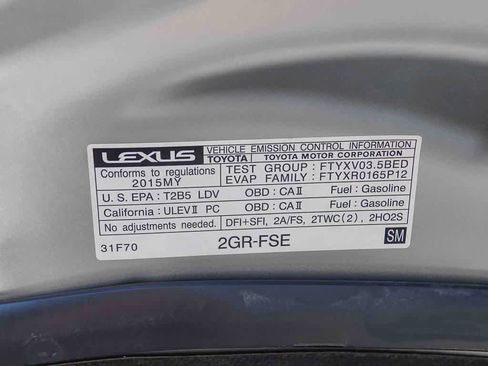 LEXUS VEHICLE EMISSION CONTROL INFORMATION
TOYOTA TOYOTA MOTOR CORPORATION
Conforms to regulations TEST GROUP : FTYXV03.5BED
2015MY EVAP FAMILY : FTYXR0165P12
U. S. EPA : T2B5 LDV OBD : CAⅡ Fuel : Gasoline
California : ULEVⅡ PC OBD : CAⅡ Fuel : Gasoline
No adjustments needed. DFI+SFI, 2A/FS, 2TWC(2), 2HO2S
31F70 2GR-FSE SM